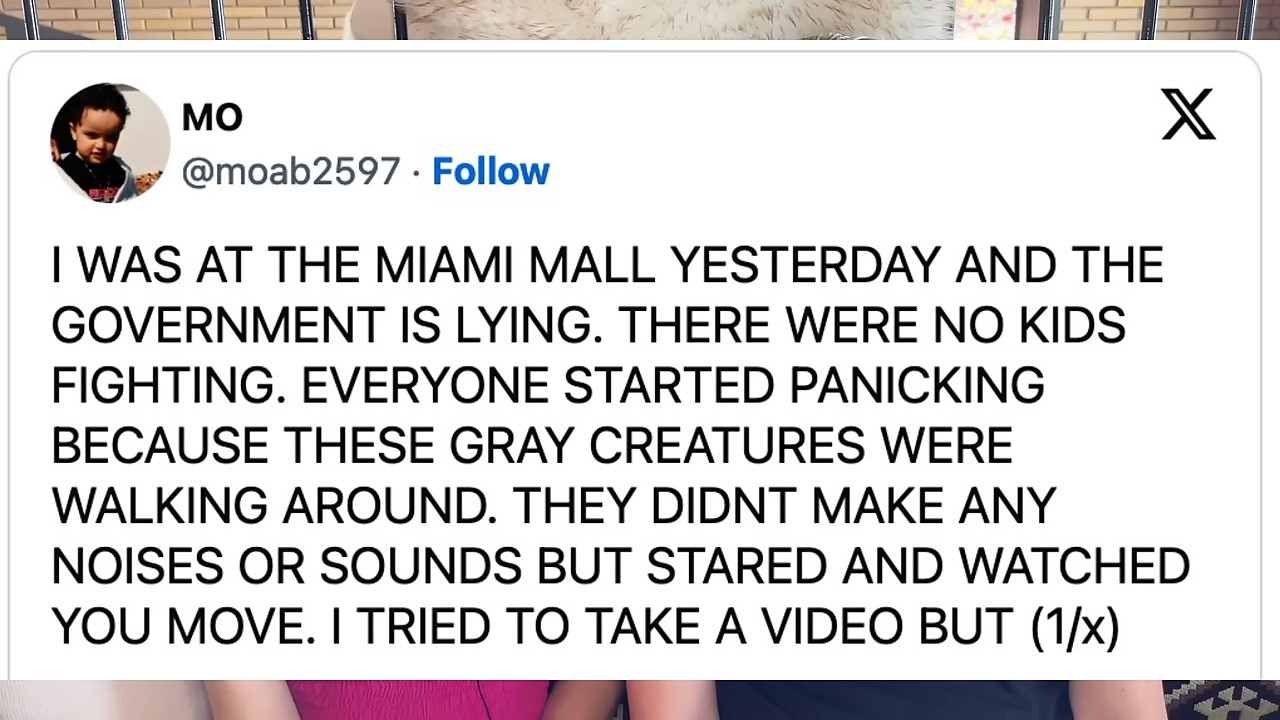 MO
@moab2597 · Follow
I WAS AT THE MIAMI MALL YESTERDAY AND THE
GOVERNMENT IS LYING. THERE WERE NO KIDS
FIGHTING. EVERYONE STARTED PANICKING
BECAUSE THESE GRAY CREATURES WERE
WALKING AROUND. THEY DIDNT MAKE ANY
NOISES OR SOUNDS BUT STARED AND WATCHED
YOU MOVE. I TRIED TO TAKE A VIDEO BUT (1/x)